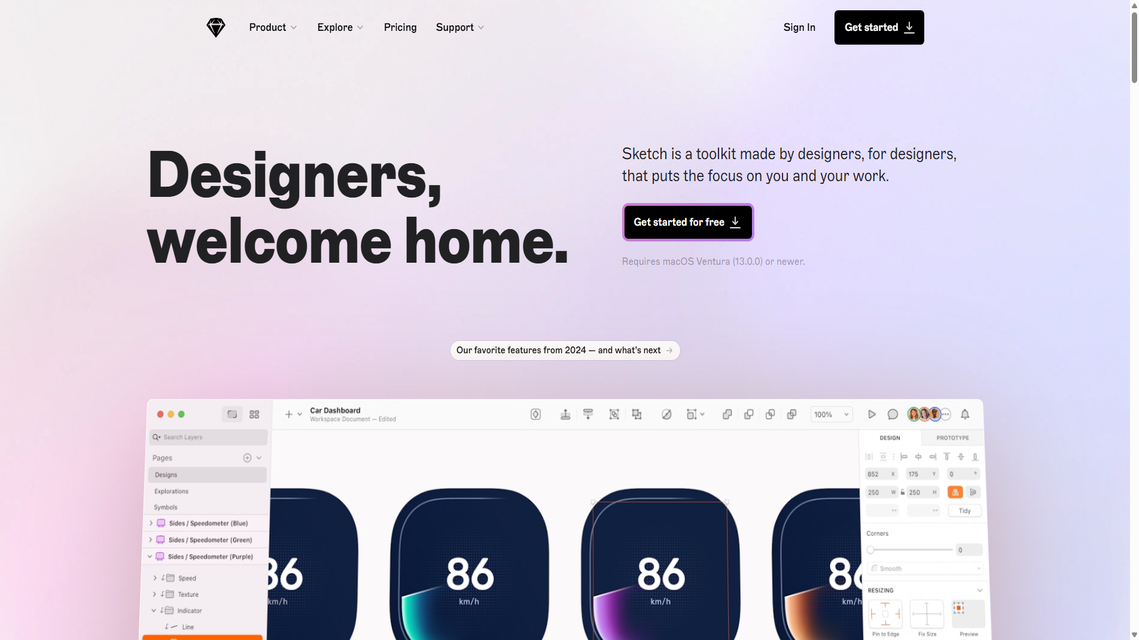 Product
Explore
Pricing
Support
Sign In
Get started
Designers,
welcome home.
Sketch is a toolkit made by designers, for designers,
that puts the focus on you and your work.
Get started for free
Requires macOS Ventura (13.0.0) or newer.
Our favorite features from 2024 — and what's next →
Car Dashboard
Workspace Document — Edited
100%
Search Layers
Pages
Designs
Explorations
Symbols
Sides / Speedometer (Blue)
Sides / Speedometer (Green)
Sides / Speedometer (Purple)
Speed
Texture
Indicator
Line
86
km/h
86
km/h
86
km/h
86
km/h
DESIGN
PROTOTYPE
852 X
175 Y
0 °
250 W
250 H
Tidy
Corners
0
Smooth
RESIZING
Pin to Edge
Fix Size
Preview